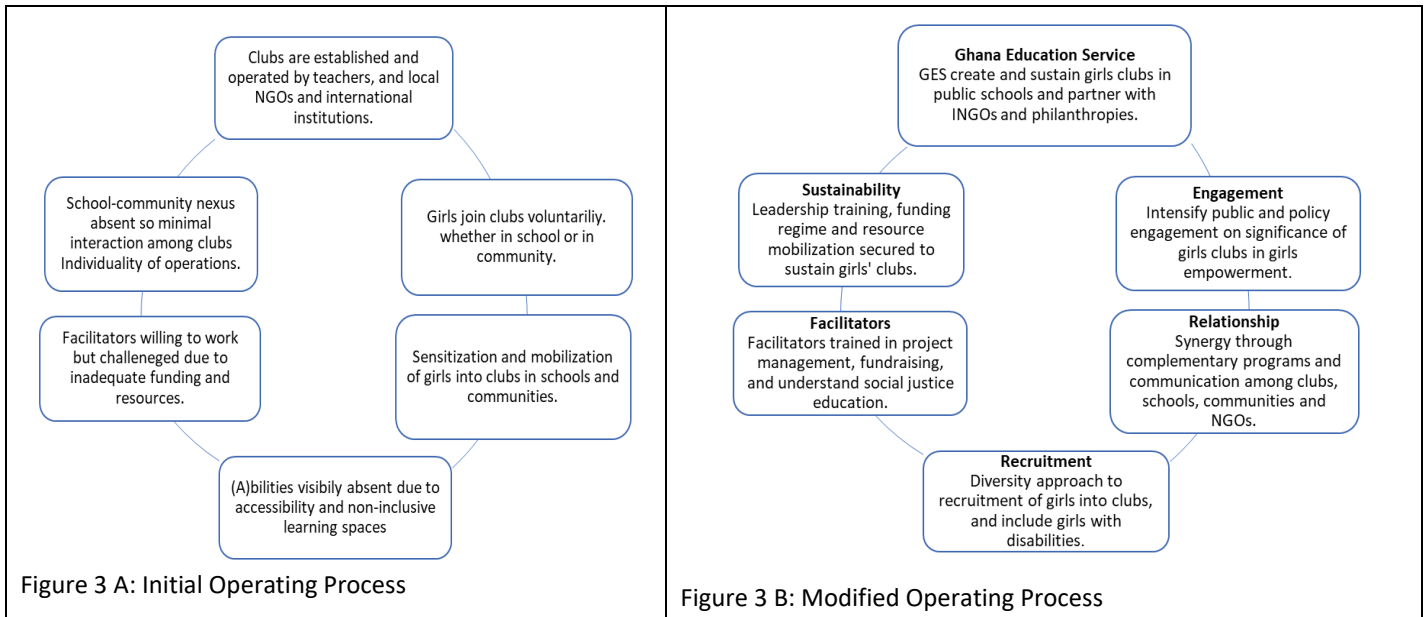 Clubs are established and
operated by teachers, and local
NGOs and international
institutions.
Girls join clubs voluntariliy.
whether in school or in
community.
Sensitization and mobilization
of girls into clubs in schools and
communities.
(A)bilities visibily absent due to
accessibility and non-inclusive
learning spaces
Facilitators willing to work
but challeneged due to
inadequate funding and
resources.
School-community nexus
absent so minimal
interaction among clubs
Individuality of operations.
Figure 3 A: Initial Operating Process
Ghana Education Service
GES create and sustain girls clubs in
public schools and partner with
INGOs and philanthropies.
Engagement
Intensify public and policy
engagement on significance of
girls clubs in girls
empowerment.
Relationship
Synergy through
complementary programs and
communication among clubs,
schools, communities and
NGOs.
Recruitment
Diversity approach to
recruitment of girls into clubs,
and include girls with
disabilities.
Facilitators
Facilitators trained in project
management, fundraising,
and understand social justice
education.
Sustainability
Leadership training, funding
regime and resource
mobilization secured to
sustain girls' clubs.
Figure 3 B: Modified Operating Process